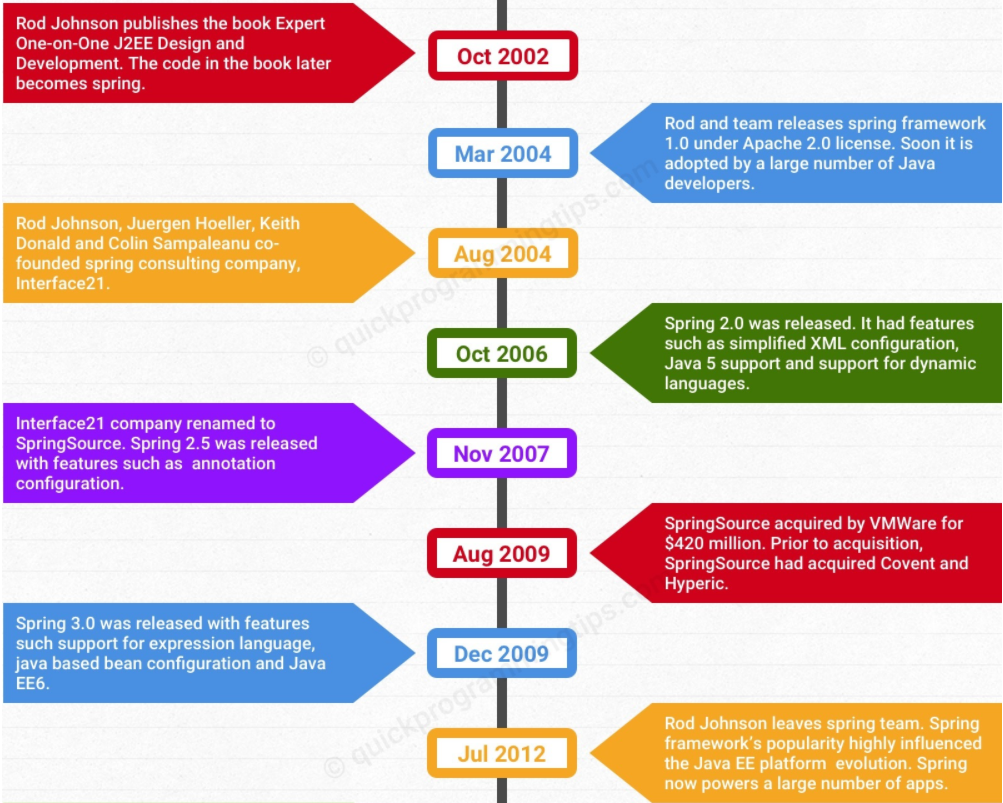 Rod Johnson publishes the book Expert
One-on-One J2EE Design and
Development. The code in the book later
becomes spring.
Oct 2002
Mar 2004
Rod and team releases spring framework
1.0 under Apache 2.0 license. Soon it is
adopted by a large number of Java
developers.
Rod Johnson, Juergen Hoeller, Keith
Donald and Colin Sampaleanu co-
founded spring consulting company,
Interface21.
Aug 2004
© quickprogrammingtips.com
Oct 2006
Spring 2.0 was released. It had features
such as simplified XML configuration,
Java 5 support and support for dynamic
languages.
Interface21 company renamed to
SpringSource. Spring 2.5 was released
with features such as annotation
configuration.
Nov 2007
Aug 2009
SpringSource acquired by VMWare for
$420 million. Prior to acquisition,
SpringSource had acquired Covent and
Hyperic.
Spring 3.0 was released with features
such support for expression language,
java based bean configuration and Java
EE6.
Dec 2009
© quickprogrammingtips.com
Jul 2012
Rod Johnson leaves spring team. Spring
framework's popularity highly influenced
the Java EE platform evolution. Spring
now powers a large number of apps.